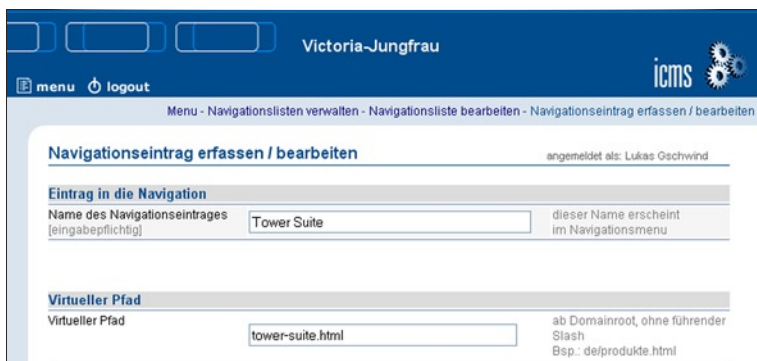 Victoria-Jungfrau
icms
menu logout
Menu - Navigationslisten verwalten - Navigationsliste bearbeiten - Navigationseintrag erfassen / bearbeiten
Navigationseintrag erfassen / bearbeiten
angemeldet als: Lukas Gschwind
Eintrag in die Navigation
Name des Navigationseintrages
[eingabepflichtig]
Tower Suite
dieser Name erscheint
im Navigationsmenu
Virtueller Pfad
Virtueller Pfad
tower-suite.html
ab Domainroot, ohne führender
Slash
Bsp.: de/produkte.html